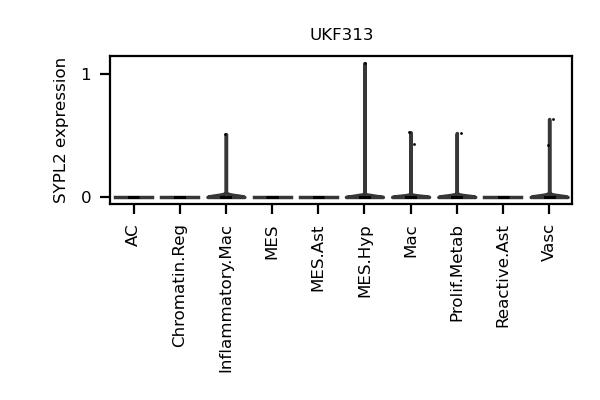 UKF313
SYPL2 expression
1
0
AC
Chromatin.Reg
Inflammatory.Mac
MES
MES.Ast
MES.Hyp
Mac
Prolif.Metab
Reactive.Ast
Vasc